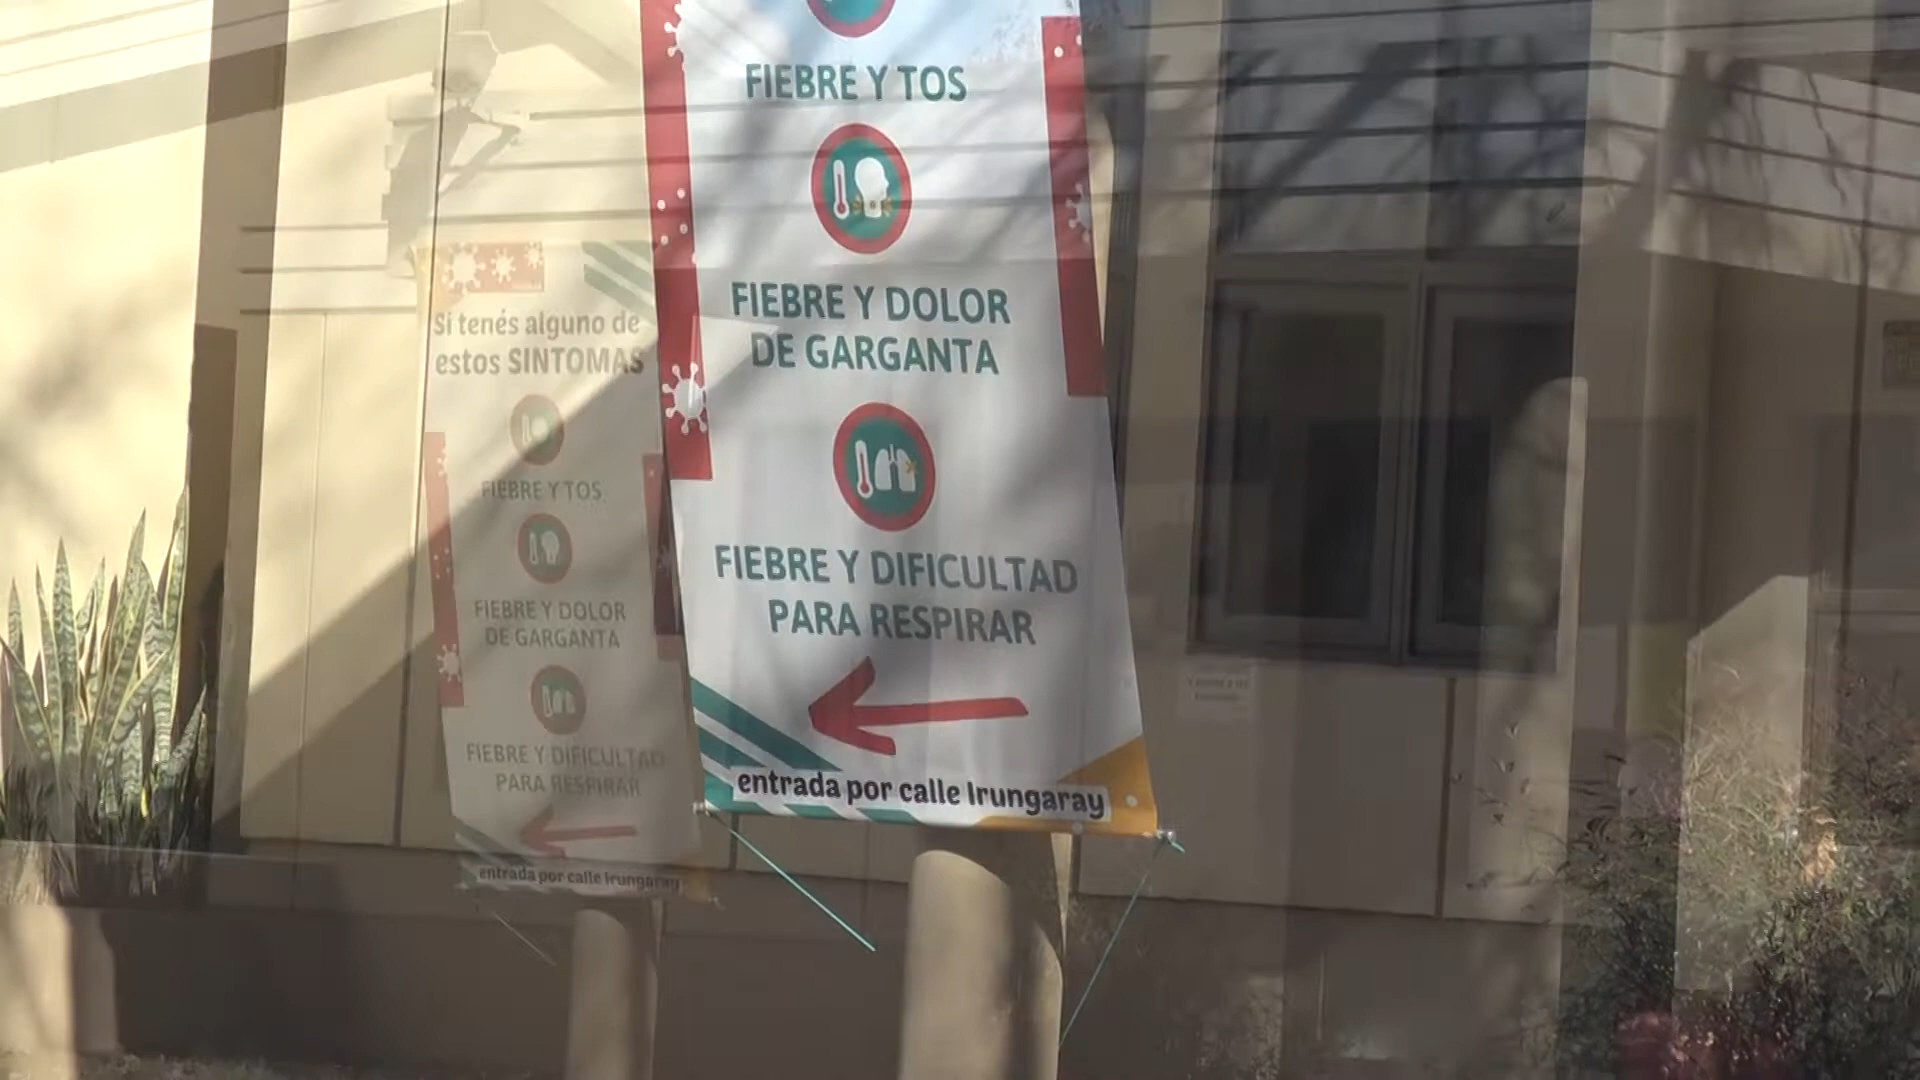 Si tenés alguno de
estos SINTOMAS
FIEBRE Y TOS
FIEBRE Y DOLOR
DE GARGANTA
FIEBRE Y DIFICULTAD
PARA RESPIRAR
entrada por calle Irungaray
FIEBRE Y TOS
FIEBRE Y DOLOR
DE GARGANTA
FIEBRE Y DIFICULTAD
PARA RESPIRAR
entrada por calle Irungaray